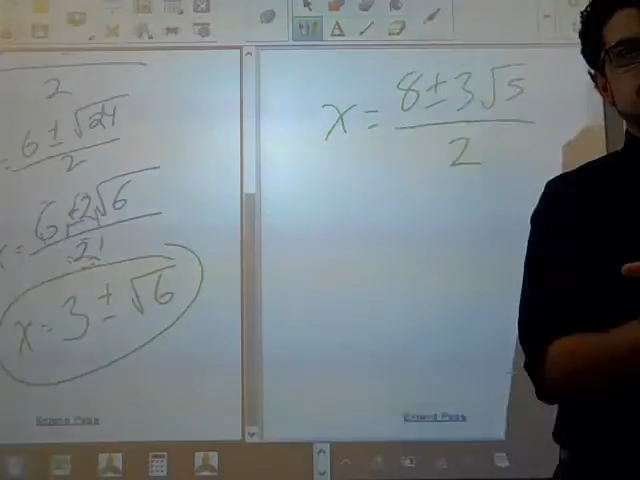 2
= 6 ± √24
2
x = 6 ± 2√6
2
x = 3 ± √6
Extend Page
x = 8 ± 3√5
2
Extend Page